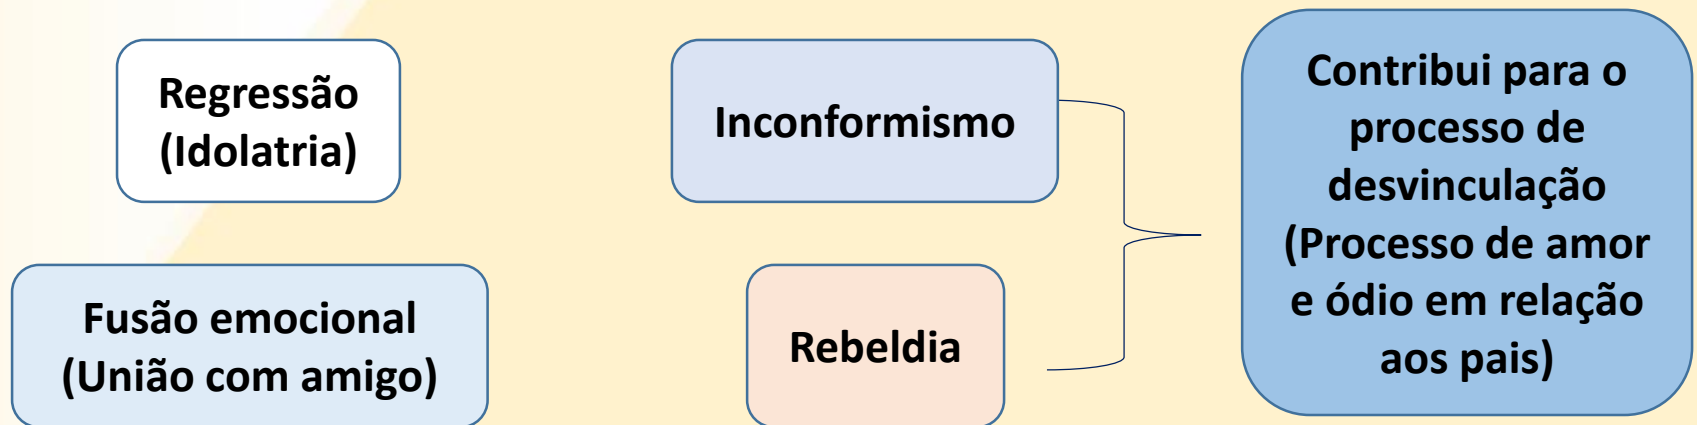 Regressão
(Idolatria)
Fusão emocional
(União com amigo)
Inconformismo
Rebeldia
Contribui para o
processo de
desvinculação
(Processo de amor
e ódio em relação
aos pais)